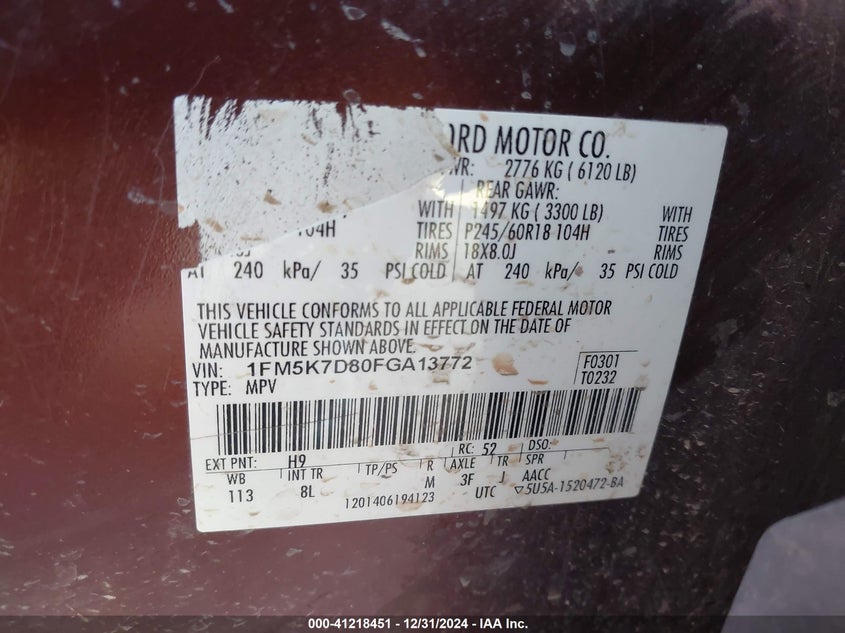 ORD MOTOR CO.
WR: 2776 KG ( 6120 LB)
REAR GAWR:
WITH 1497 KG ( 3300 LB) WITH
104H TIRES P245/60R18 104H TIRES
RIMS 18X8.0J RIMS
AT 240 kPa/ 35 PSI COLD AT 240 kPa/ 35 PSI COLD
THIS VEHICLE CONFORMS TO ALL APPLICABLE FEDERAL MOTOR
VEHICLE SAFETY STANDARDS IN EFFECT ON THE DATE OF
MANUFACTURE SHOWN ABOVE.
VIN: 1FM5K7D80FGA13772 F0301
TYPE: MPV T0232
EXT PNT: H9 RC: 52 DSO:
WB INT TR TP/PS R AXLE TR SPR
113 8L M 3F J AACC
1201406194123 UTC ▽5U5A-1520472-BA
000-41218451 - 12/31/2024 - IAA Inc.